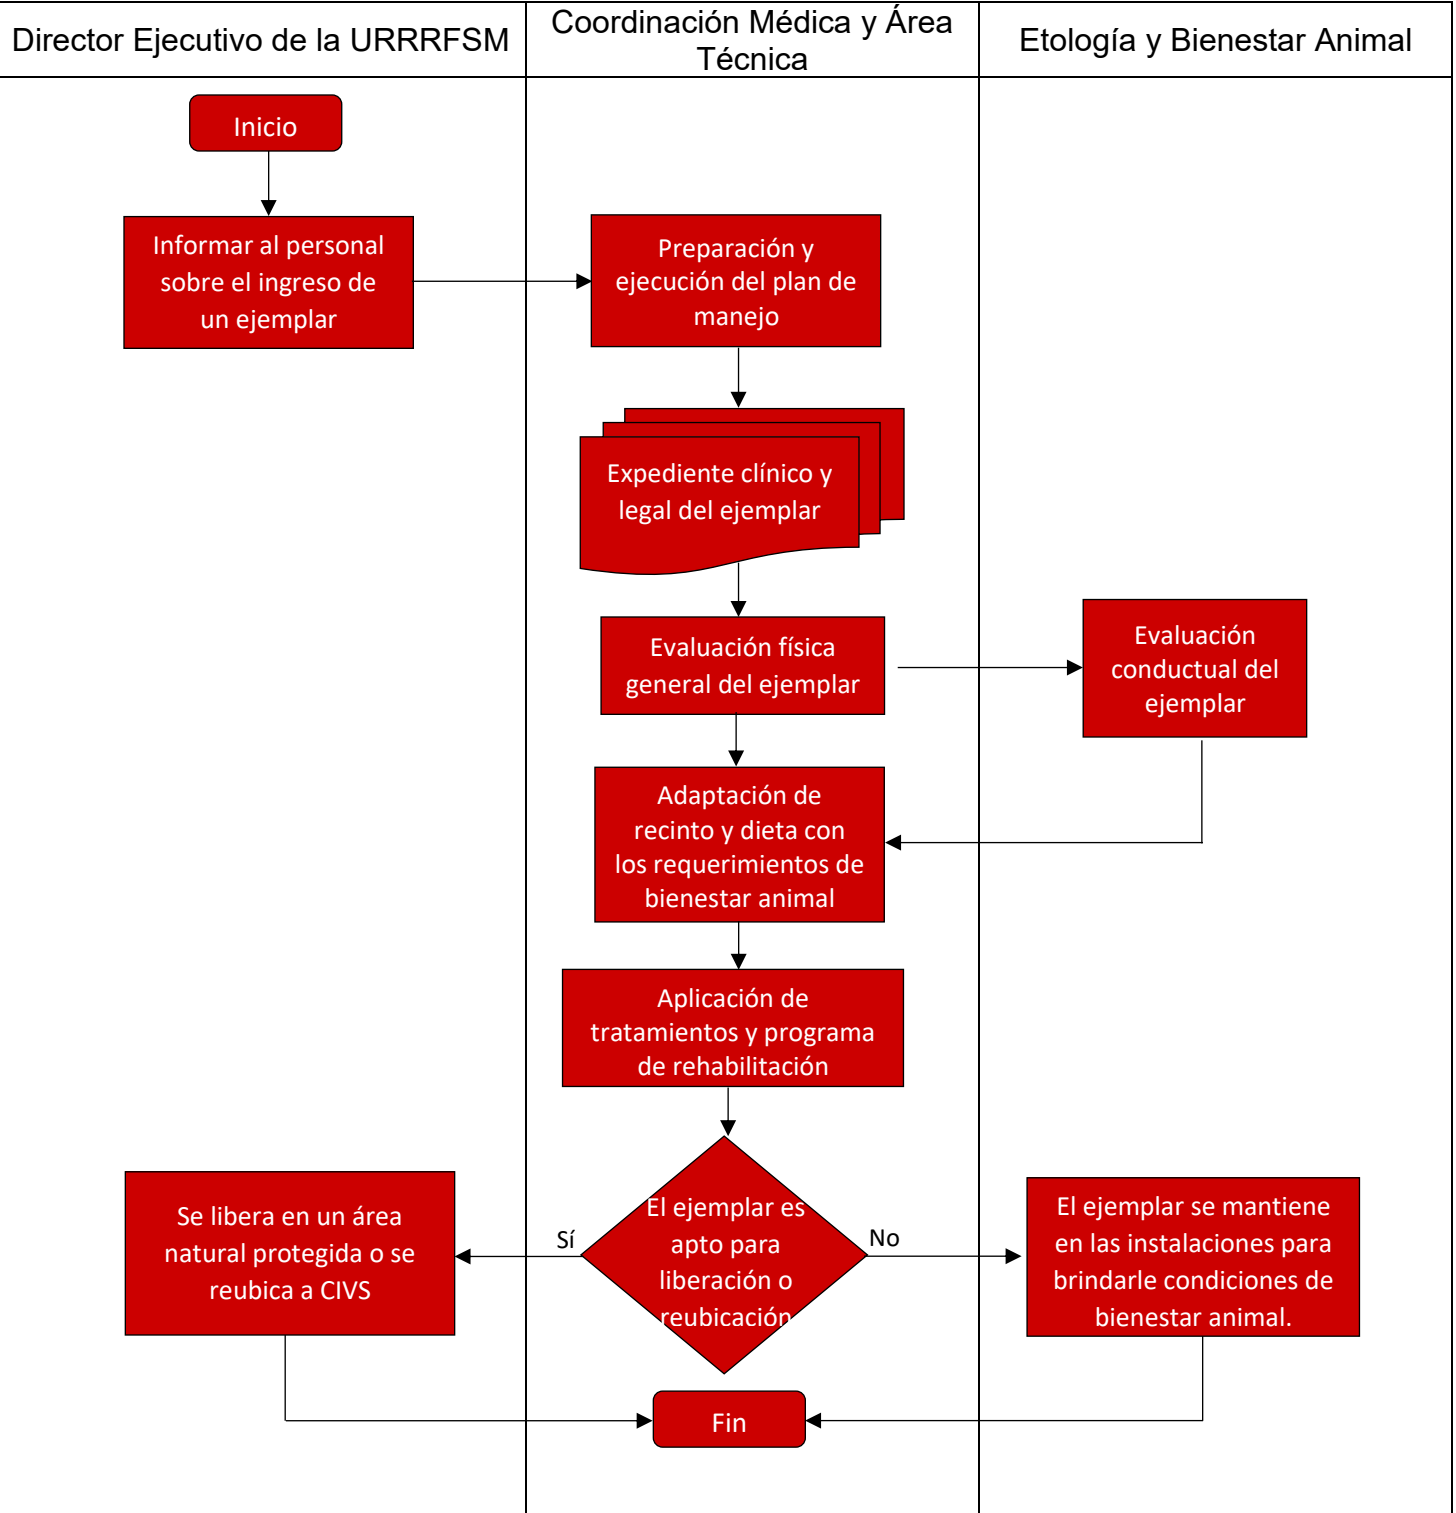 Director Ejecutivo de la URRRFSM
Coordinación Médica y Área
Técnica
Etología y Bienestar Animal
Inicio
Informar al personal
sobre el ingreso de
un ejemplar
Preparación y
ejecución del plan de
manejo
Expediente clínico y
legal del ejemplar
Evaluación física
general del ejemplar
Evaluación
conductual del
ejemplar
Adaptación de
recinto y dieta con
los requerimientos de
bienestar animal
Aplicación de
tratamientos y programa
de rehabilitación
El ejemplar es
apto para
liberación o
reubicación
Sí
No
Se libera en un área
natural protegida o se
reubica a CIVS
El ejemplar se mantiene
en las instalaciones para
brindarle condiciones de
bienestar animal.
Fin